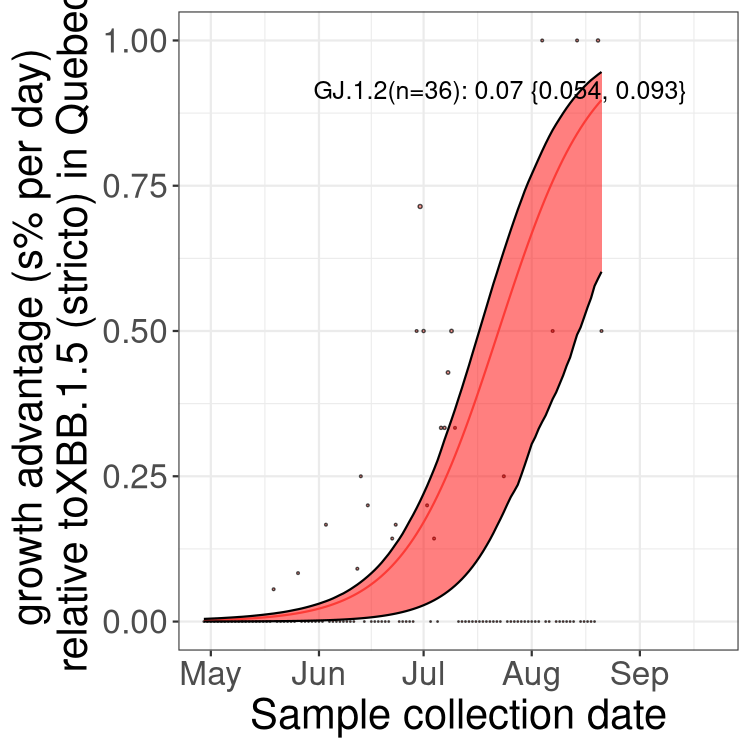 growth advantage (s% per day)
relative toXBB.1.5 (stricto) in Quebec
1.00
0.75
0.50
0.25
0.00
GJ.1.2(n=36): 0.07 {0.054, 0.093}
May Jun Jul Aug Sep
Sample collection date